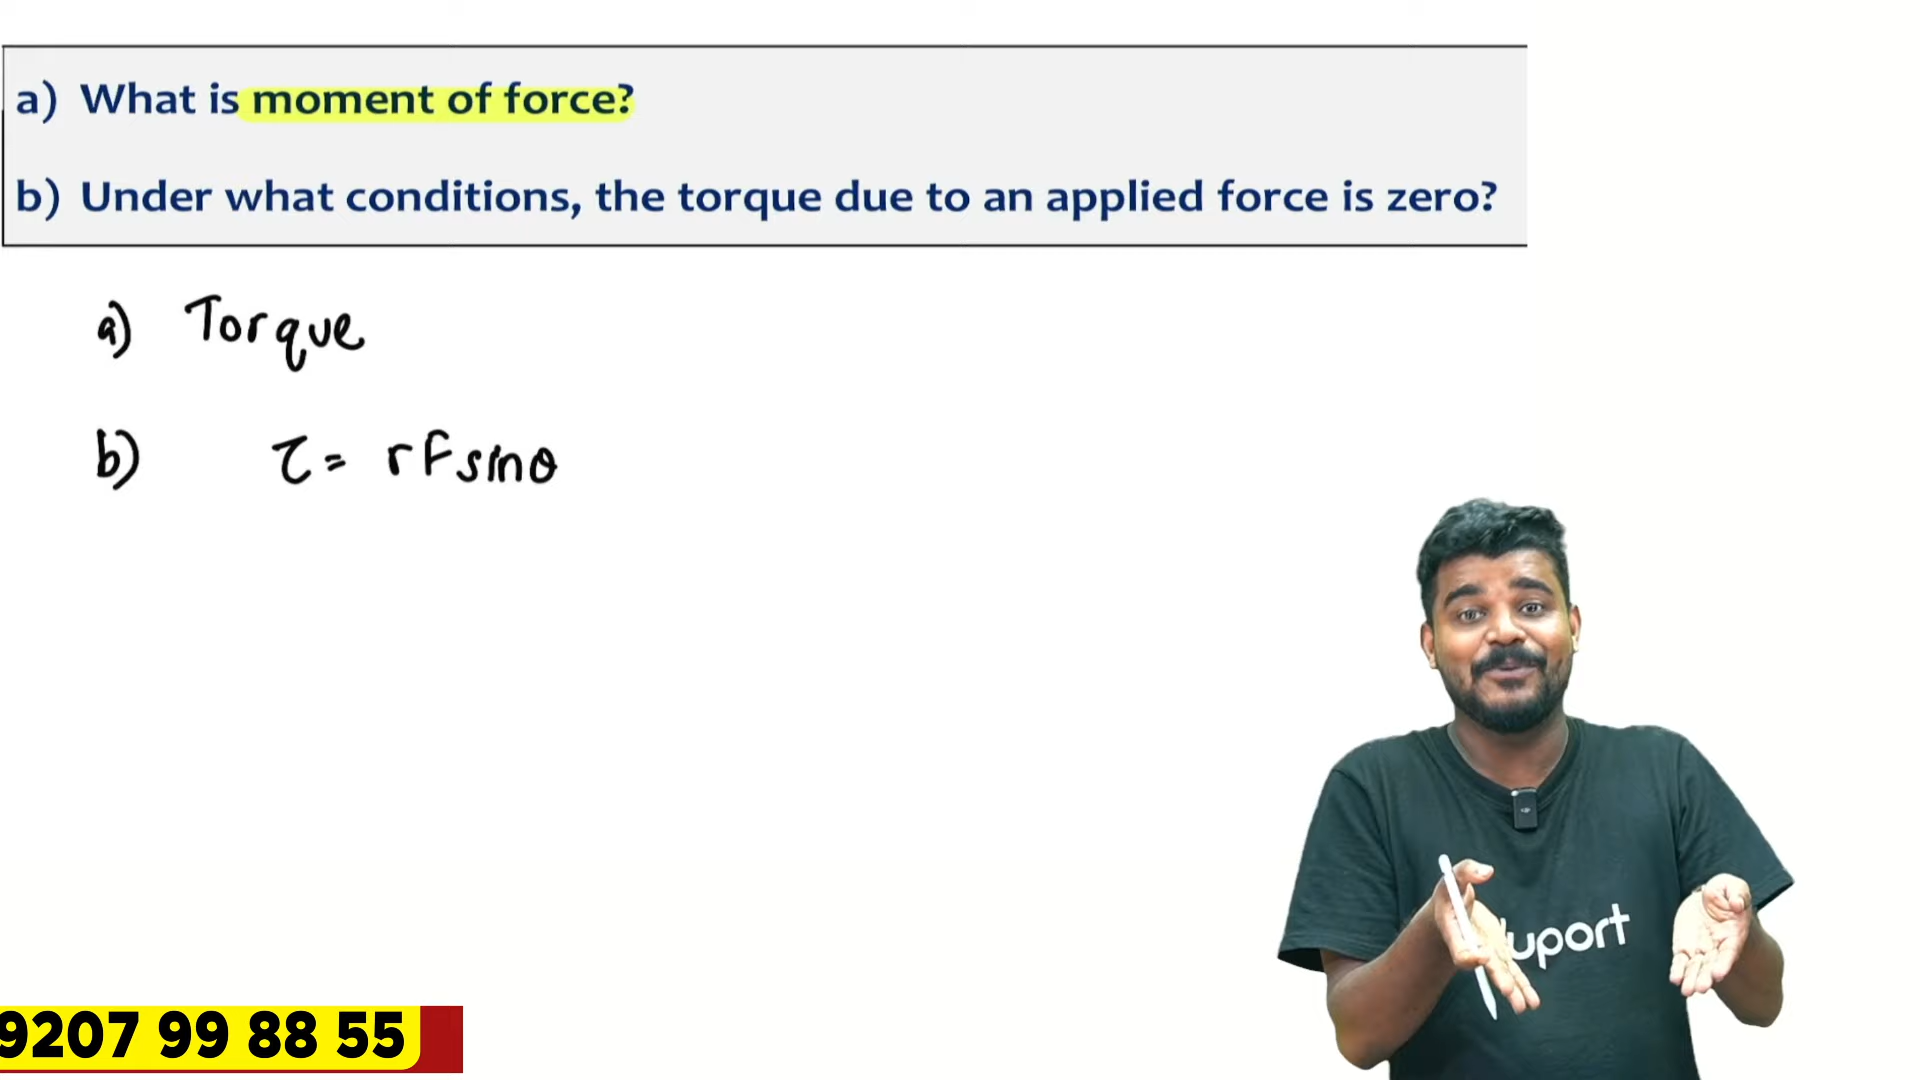 a) What is moment of force?
b) Under what conditions, the torque due to an applied force is zero?
a) Torque
b) τ = rFsinθ
uport
9207 99 88 55